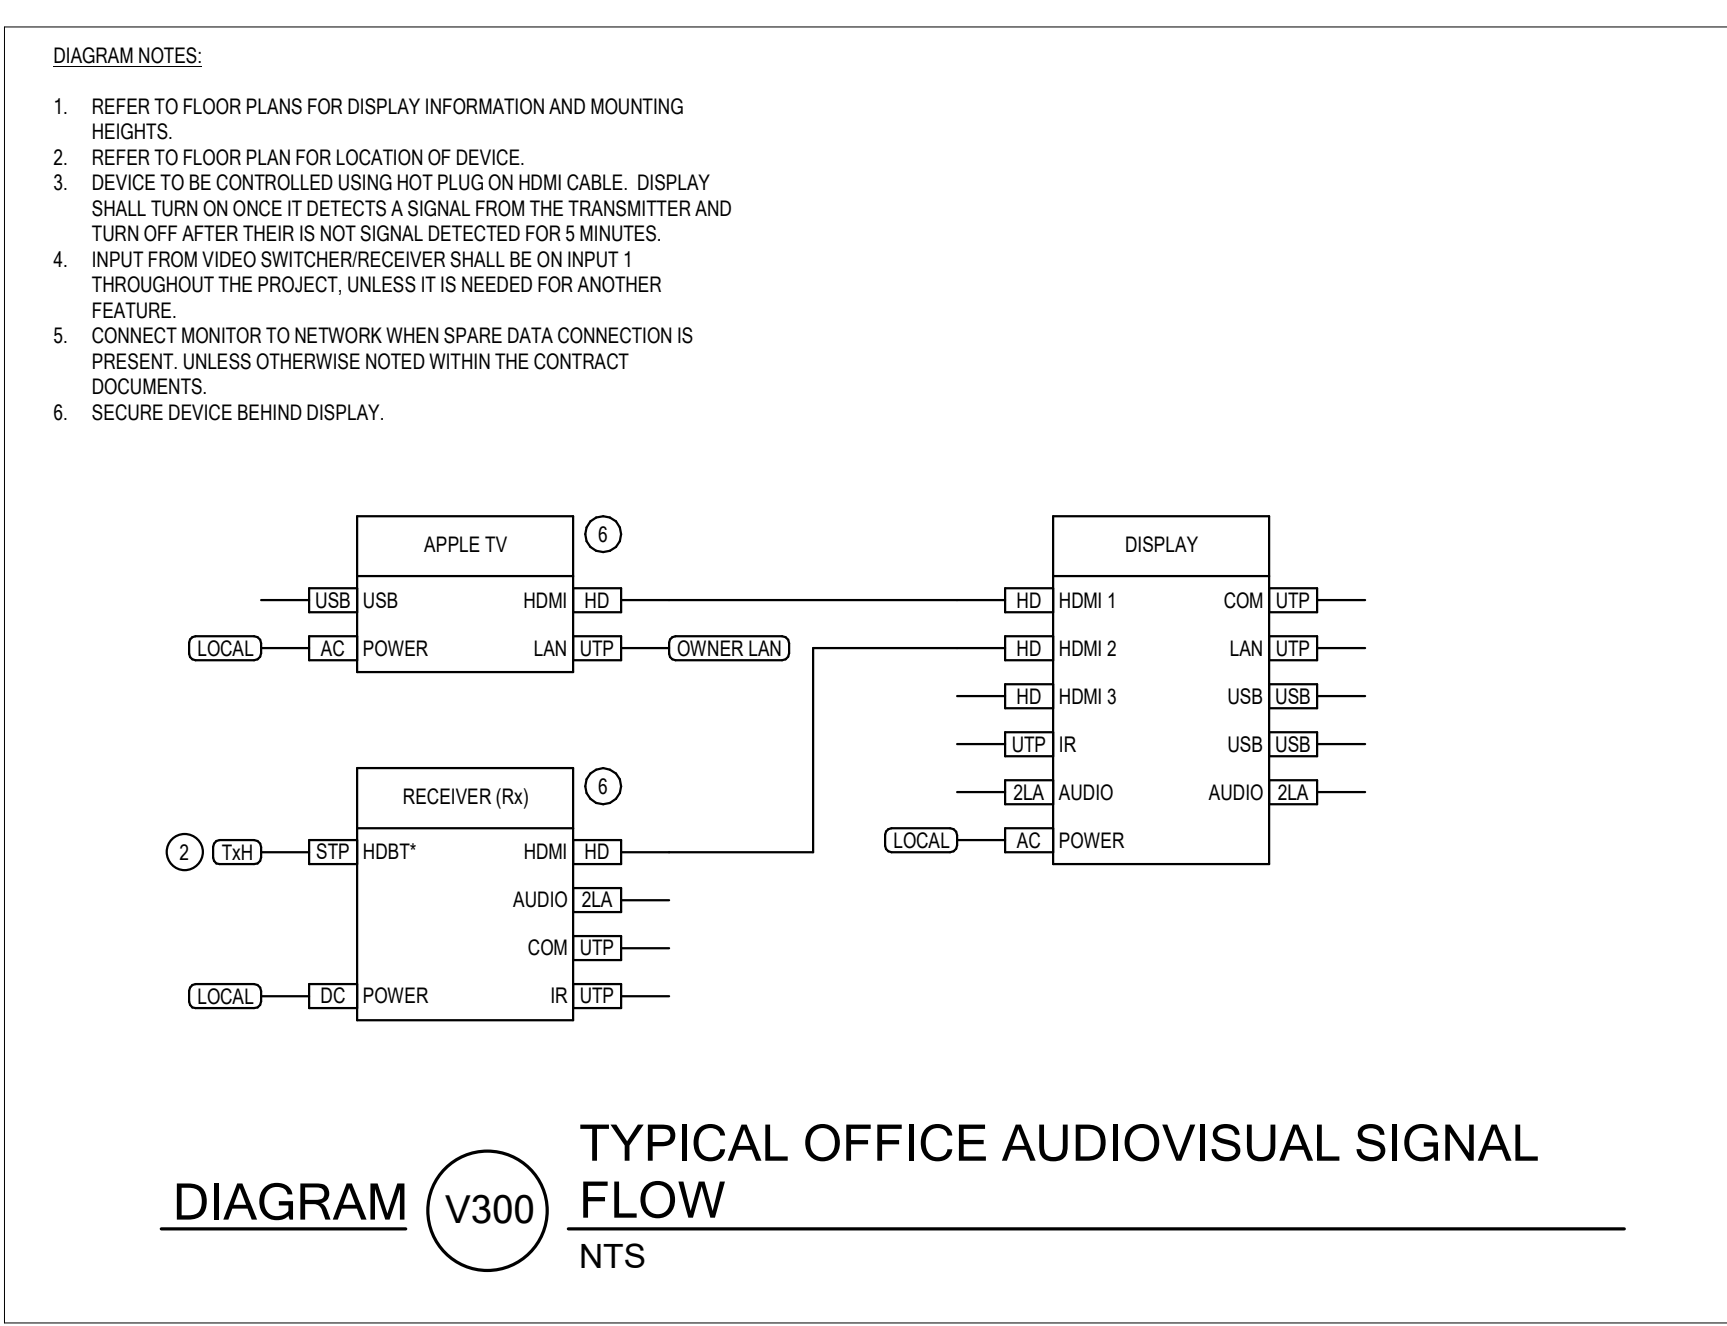 DIAGRAM NOTES:
1. REFER TO FLOOR PLANS FOR DISPLAY INFORMATION AND MOUNTING
HEIGHTS.
2. REFER TO FLOOR PLAN FOR LOCATION OF DEVICE.
3. DEVICE TO BE CONTROLLED USING HOT PLUG ON HDMI CABLE. DISPLAY
SHALL TURN ON ONCE IT DETECTS A SIGNAL FROM THE TRANSMITTER AND
TURN OFF AFTER THEIR IS NOT SIGNAL DETECTED FOR 5 MINUTES.
4. INPUT FROM VIDEO SWITCHER/RECEIVER SHALL BE ON INPUT 1
THROUGHOUT THE PROJECT, UNLESS IT IS NEEDED FOR ANOTHER
FEATURE.
5. CONNECT MONITOR TO NETWORK WHEN SPARE DATA CONNECTION IS
PRESENT. UNLESS OTHERWISE NOTED WITHIN THE CONTRACT
DOCUMENTS.
6. SECURE DEVICE BEHIND DISPLAY.
APPLE TV 6
USB USB HDMI HD
LOCAL AC POWER LAN UTP OWNER LAN
RECEIVER (Rx) 6
2 TxH STP HDBT* HDMI HD
AUDIO 2LA
COM UTP
LOCAL DC POWER IR UTP
DISPLAY
HD HDMI 1 COM UTP
HD HDMI 2 LAN UTP
HD HDMI 3 USB USB
UTP IR USB USB
2LA AUDIO AUDIO 2LA
LOCAL AC POWER
DIAGRAM V300
TYPICAL OFFICE AUDIOVISUAL SIGNAL
FLOW
NTS